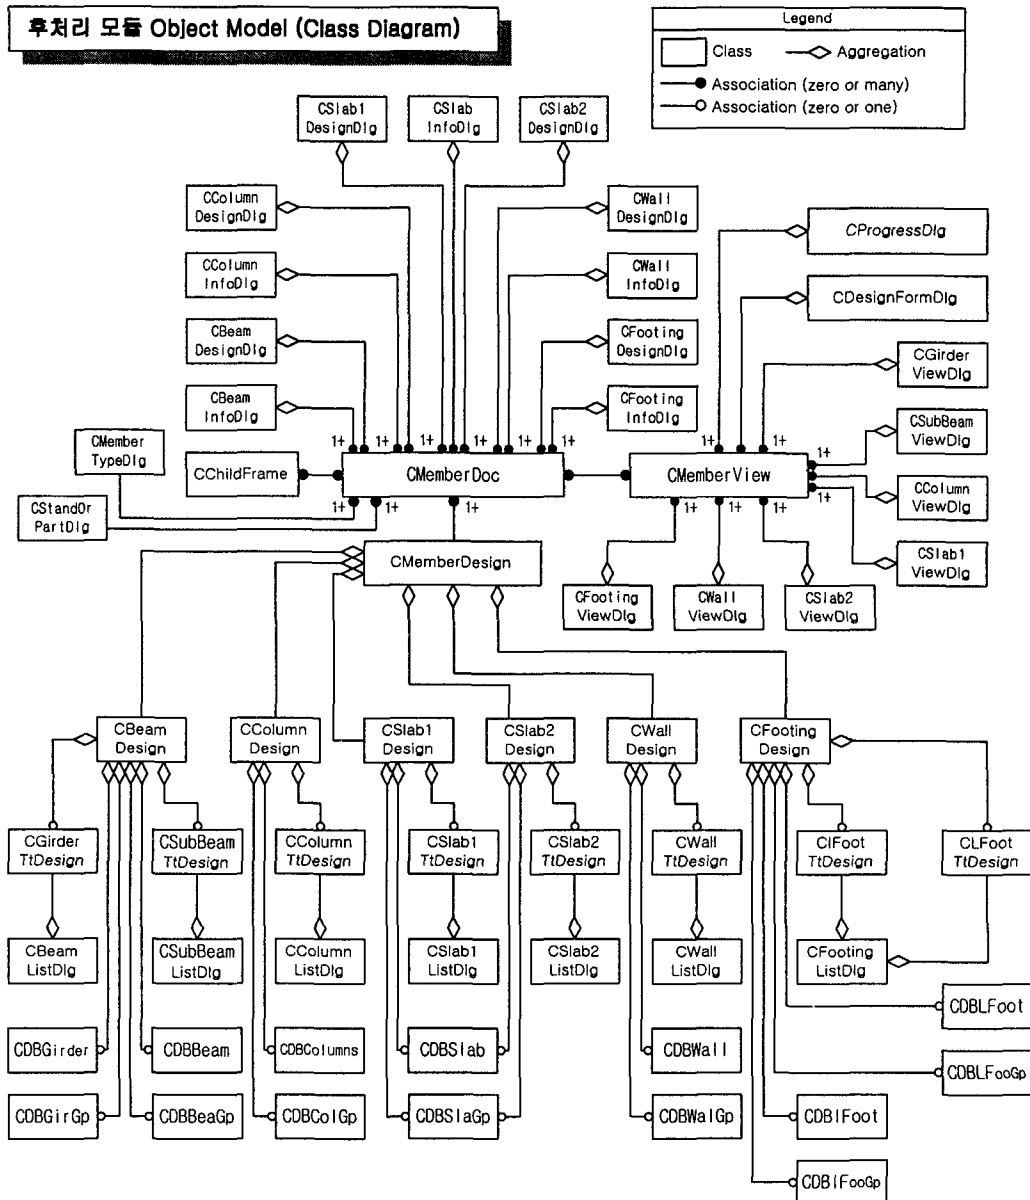 후처리 모듈 Object Model (Class Diagram)
Legend
Class
Aggregation
Association (zero or many)
Association (zero or one)
CSlab1
DesignDlg
CSlab
InfoDlg
CSlab2
DesignDlg
CColumn
DesignDlg
CWall
DesignDlg
CProgressDlg
CColumn
InfoDlg
CWall
InfoDlg
CDesignFormDlg
CBeam
DesignDlg
CFooting
DesignDlg
CGirder
ViewDlg
CBeam
InfoDlg
CFooting
InfoDlg
CSubBeam
ViewDlg
CMember
TypeDlg
1+ 1+ 1+ 1+ 1+ 1+ 1+ 1+ 1+
CChildFrame
CMemberDoc
CMemberView
1+
1+
1+
CColumn
ViewDlg
CStandOr
PartDlg
1+ 1+ 1+
1+ 1+ 1+
CSlab1
ViewDlg
CMemberDesign
CFooting
ViewDlg
CWall
ViewDlg
CSlab2
ViewDlg
CBeam
Design
CColumn
Design
CSlab1
Design
CSlab2
Design
CWall
Design
CFooting
Design
CGirder
TtDesign
CSubBeam
TtDesign
CColumn
TtDesign
CSlab1
TtDesign
CSlab2
TtDesign
CWall
TtDesign
CIFoot
TtDesign
CLFoot
TtDesign
CBeam
ListDlg
CSubBeam
ListDlg
CColumn
ListDlg
CSlab1
ListDlg
CSlab2
ListDlg
CWall
ListDlg
CFooting
ListDlg
CDBLFoot
CDBGirder
CDBBeam
CDBColumns
CDBSlab
CDBWall
CDBLFooGp
CDBGirGp
CDBBeaGp
CDBColGp
CDBSlaGp
CDBWalGp
CDBIFoot
CDBIFooGp